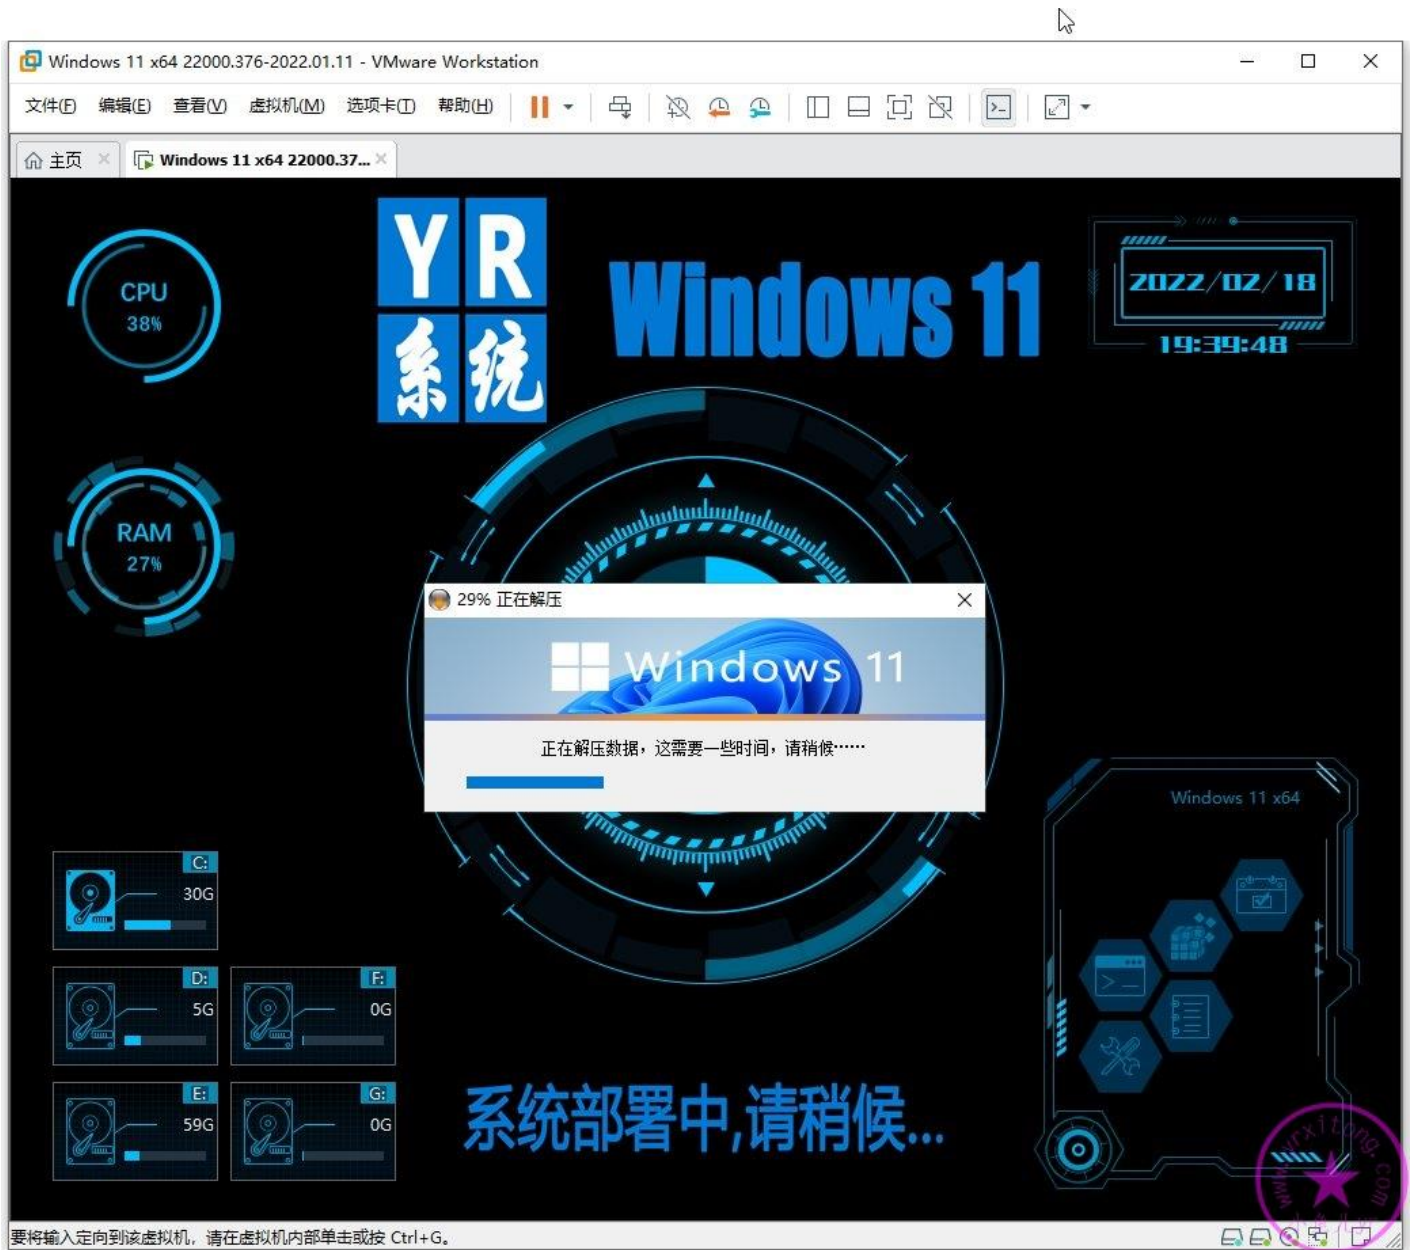 Windows 11 x64 22000.376-2022.01.11 - VMware Workstation
文件(F) 编辑(E) 查看(V) 虚拟机(M) 选项卡(T) 帮助(H)
主页 Windows 11 x64 22000.37...
YR
系统
Windows 11
2022/02/18
19:39:48
CPU
38%
RAM
27%
29% 正在解压
Windows 11
正在解压数据，这需要一些时间，请稍候……
Windows 11 x64
C:
30G
D:
5G
F:
0G
E:
59G
G:
0G
系统部署中,请稍候...
www.yrxitong.com
要将输入定向到该虚拟机，请在虚拟机内部单击或按 Ctrl+G。